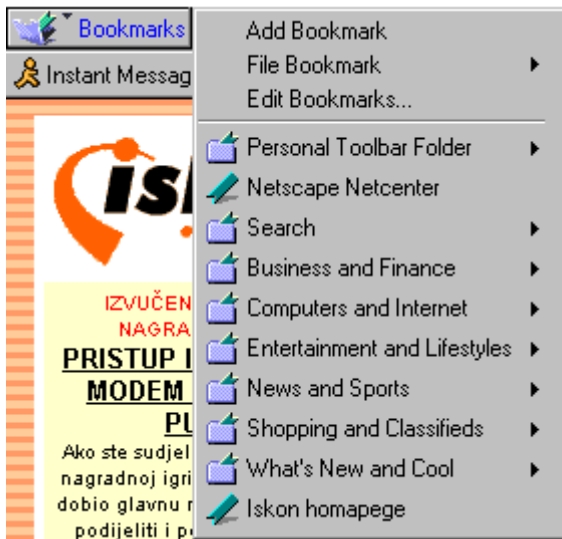 Bookmarks
Instant Messag
Add Bookmark
File Bookmark
Edit Bookmarks...
Personal Toolbar Folder
Netscape Netcenter
Search
Business and Finance
Computers and Internet
Entertainment and Lifestyles
News and Sports
Shopping and Classifieds
What's New and Cool
Iskon homapege
is
IZVUČEN
NAGRA
PRISTUP I
MODEM
PU
Ako ste sudjel
nagradnoj igri
dobio glavnu
podijeliti i p